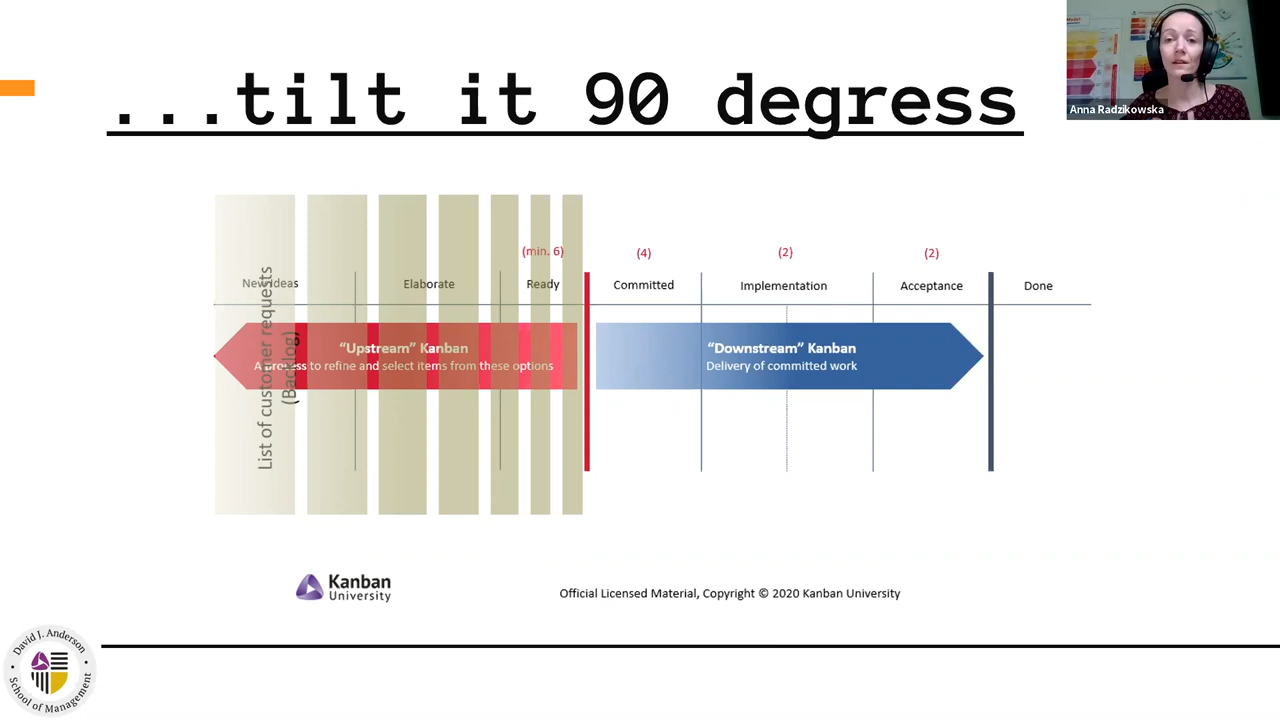 ...tilt it 90 degress
Anna Radzikowska
(min. 6)
(4)
(2)
(2)
New Ideas
Elaborate
Ready
Committed
Implementation
Acceptance
Done
List of customer requests
(Backlog)
“Upstream” Kanban
A process to refine and select items from these options
“Downstream” Kanban
Delivery of committed work
Kanban
University
Official Licensed Material, Copyright © 2020 Kanban University
David J. Anderson
School of Management